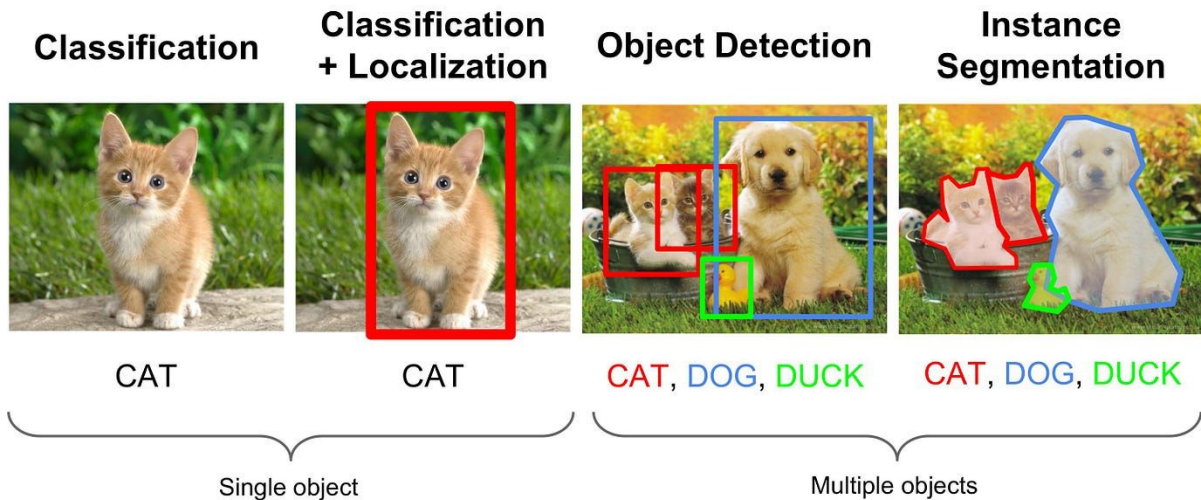 Classification
Classification
+ Localization
Object Detection
Instance
Segmentation
CAT
CAT
CAT, DOG, DUCK
CAT, DOG, DUCK
Single object
Multiple objects